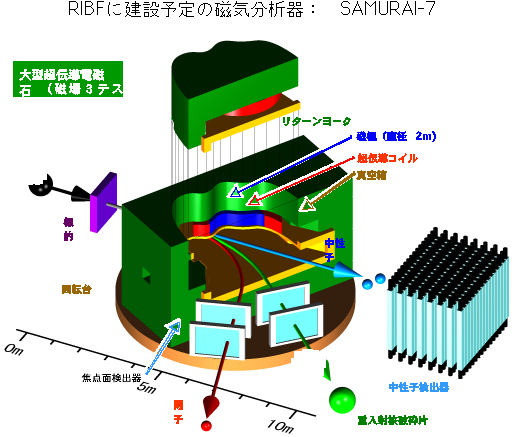 RIBFに建設予定の磁気分析器： SAMURAI-7
大型超伝導電磁
石 （磁場３テス
リターンヨーク
磁極 (直径 2m)
超伝導コイル
真空箱
標
的
中性
子
回転台
0m
焦点面検出器
5m
陽
子
10m
中性子検出器
重入射核破砕片